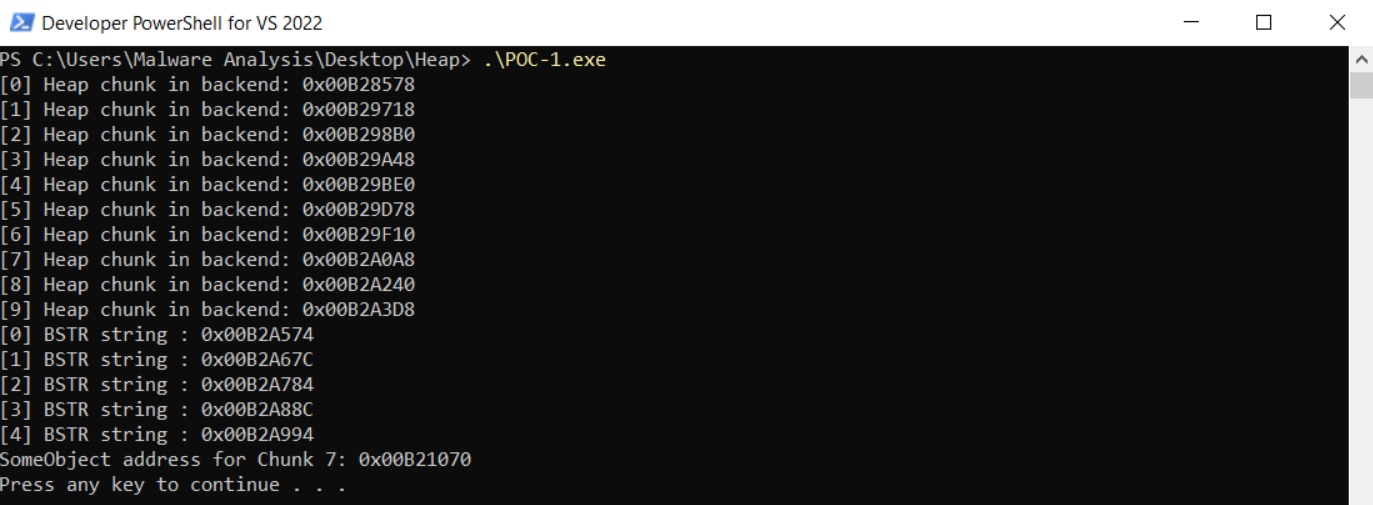 Developer PowerShell for VS 2022
PS C:\Users\Malware Analysis\Desktop\Heap> .\POC-1.exe
[0] Heap chunk in backend: 0x00B28578
[1] Heap chunk in backend: 0x00B29718
[2] Heap chunk in backend: 0x00B298B0
[3] Heap chunk in backend: 0x00B29A48
[4] Heap chunk in backend: 0x00B29BE0
[5] Heap chunk in backend: 0x00B29D78
[6] Heap chunk in backend: 0x00B29F10
[7] Heap chunk in backend: 0x00B2A0A8
[8] Heap chunk in backend: 0x00B2A240
[9] Heap chunk in backend: 0x00B2A3D8
[0] BSTR string : 0x00B2A574
[1] BSTR string : 0x00B2A67C
[2] BSTR string : 0x00B2A784
[3] BSTR string : 0x00B2A88C
[4] BSTR string : 0x00B2A994
SomeObject address for Chunk 7: 0x00B21070
Press any key to continue . . .